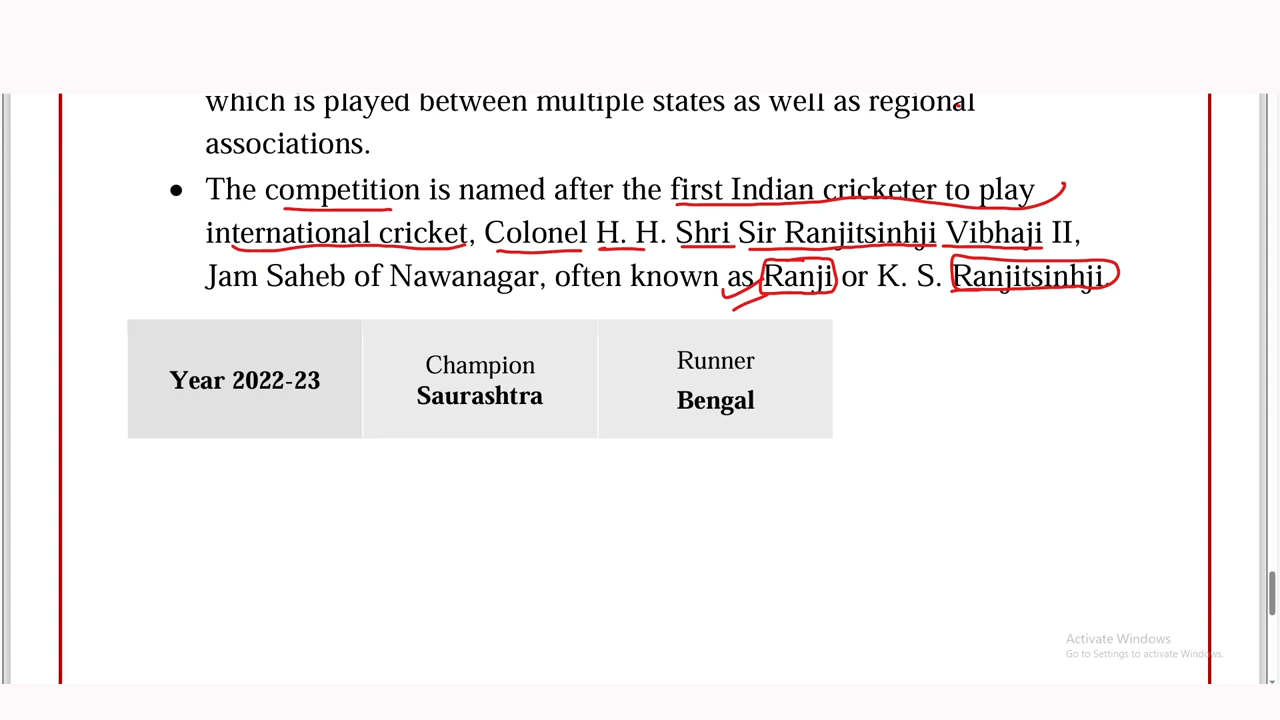 which is played between multiple states as well as regional
associations.
• The competition is named after the first Indian cricketer to play
international cricket, Colonel H. H. Shri Sir Ranjitsinhji Vibhaji II,
Jam Saheb of Nawanagar, often known as Ranji or K. S. Ranjitsinhji.
Year 2022-23
Champion
Saurashtra
Runner
Bengal
Activate Windows
Go to Settings to activate Windows.